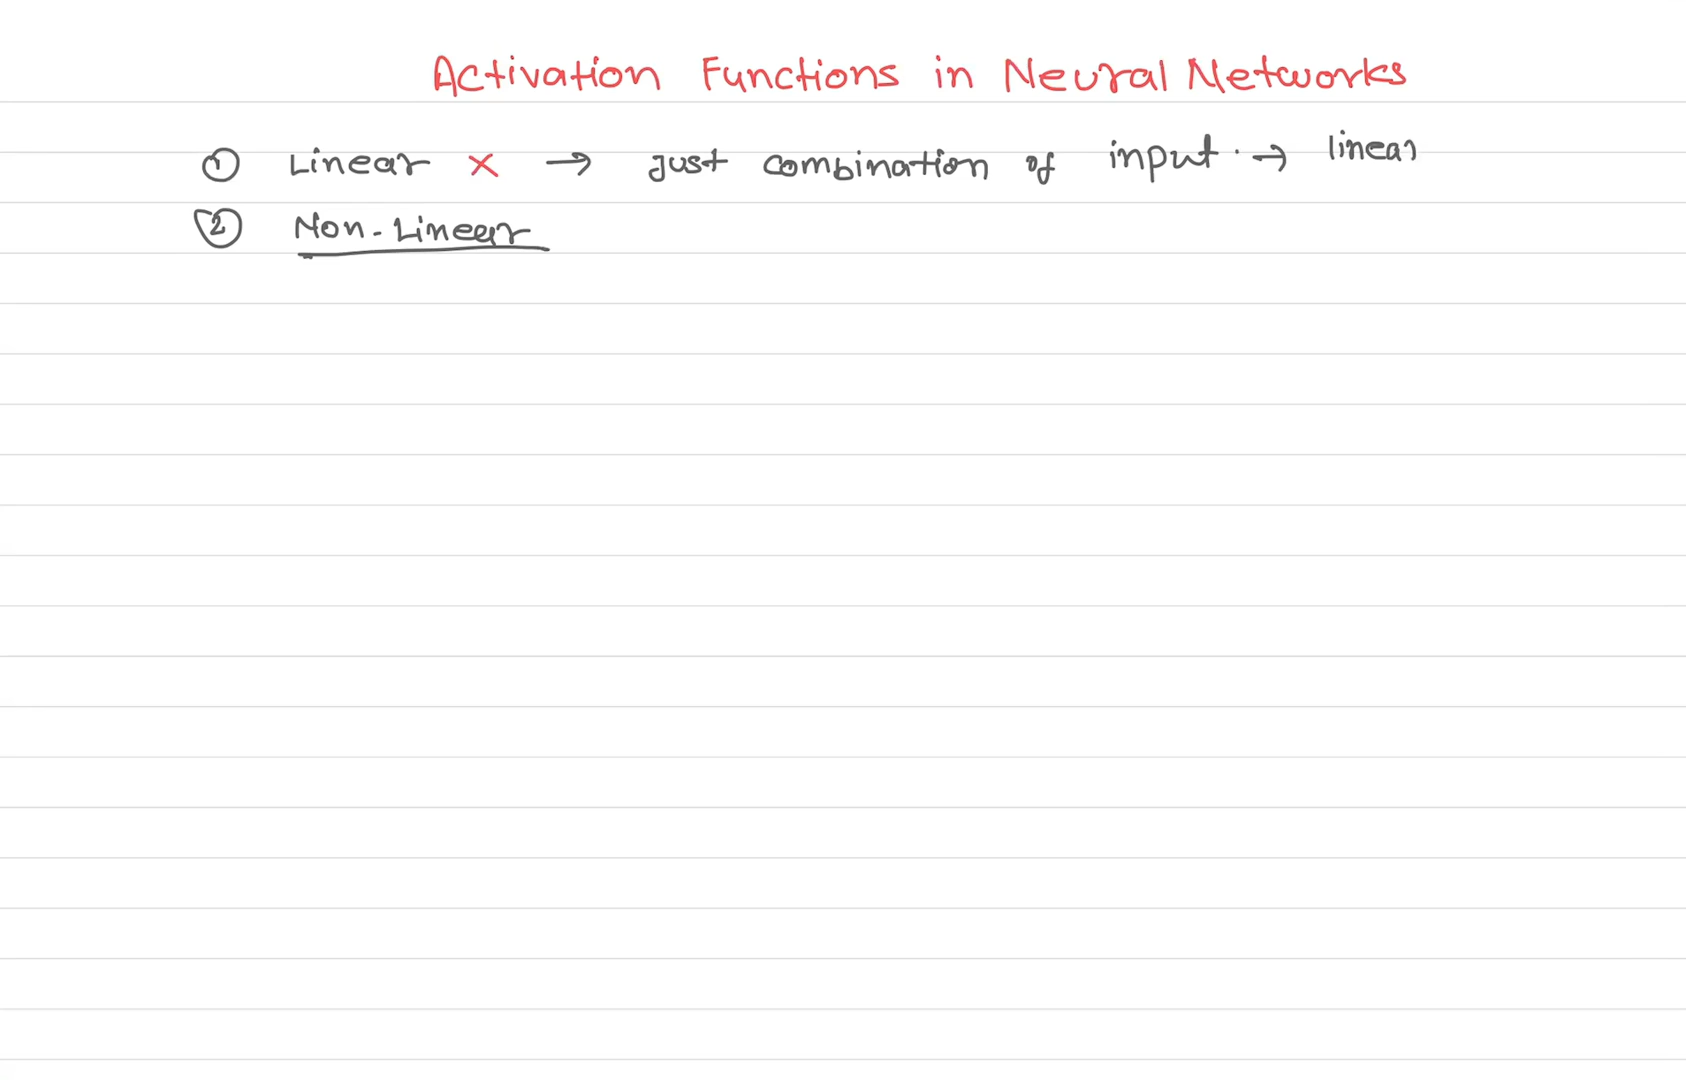 Activation Functions in Neural Networks
① Linear × → just combination of input. → linear
② Non-Linear